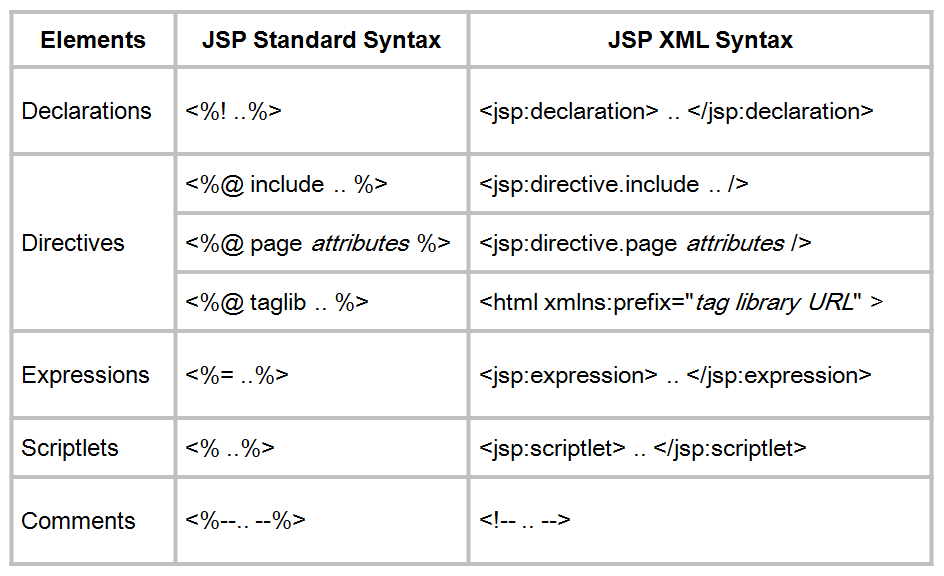 Elements JSP Standard Syntax JSP XML Syntax
Declarations <%! ..%> <jsp:declaration> .. </jsp:declaration>
<%@ include .. %> <jsp:directive.include .. />
Directives <%@ page attributes %> <jsp:directive.page attributes />
<%@ taglib .. %> <html xmlns:prefix="tag library URL" >
Expressions <%= ..%> <jsp:expression> .. </jsp:expression>
Scriptlets <% ..%> <jsp:scriptlet> .. </jsp:scriptlet>
Comments <%--.. --%> <!-- .. -->